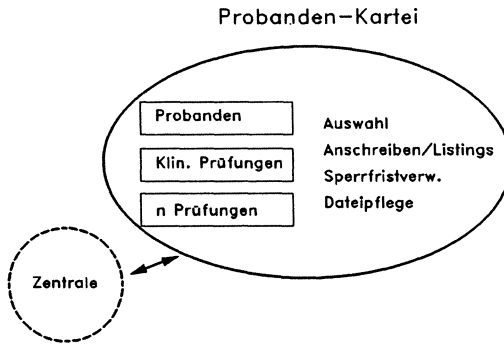 Probanden-Kartei
Probanden
Klin. Prüfungen
n Prüfungen
Auswahl
Anschreiben/Listings
Sperrfristverw.
Dateipflege
Zentrale